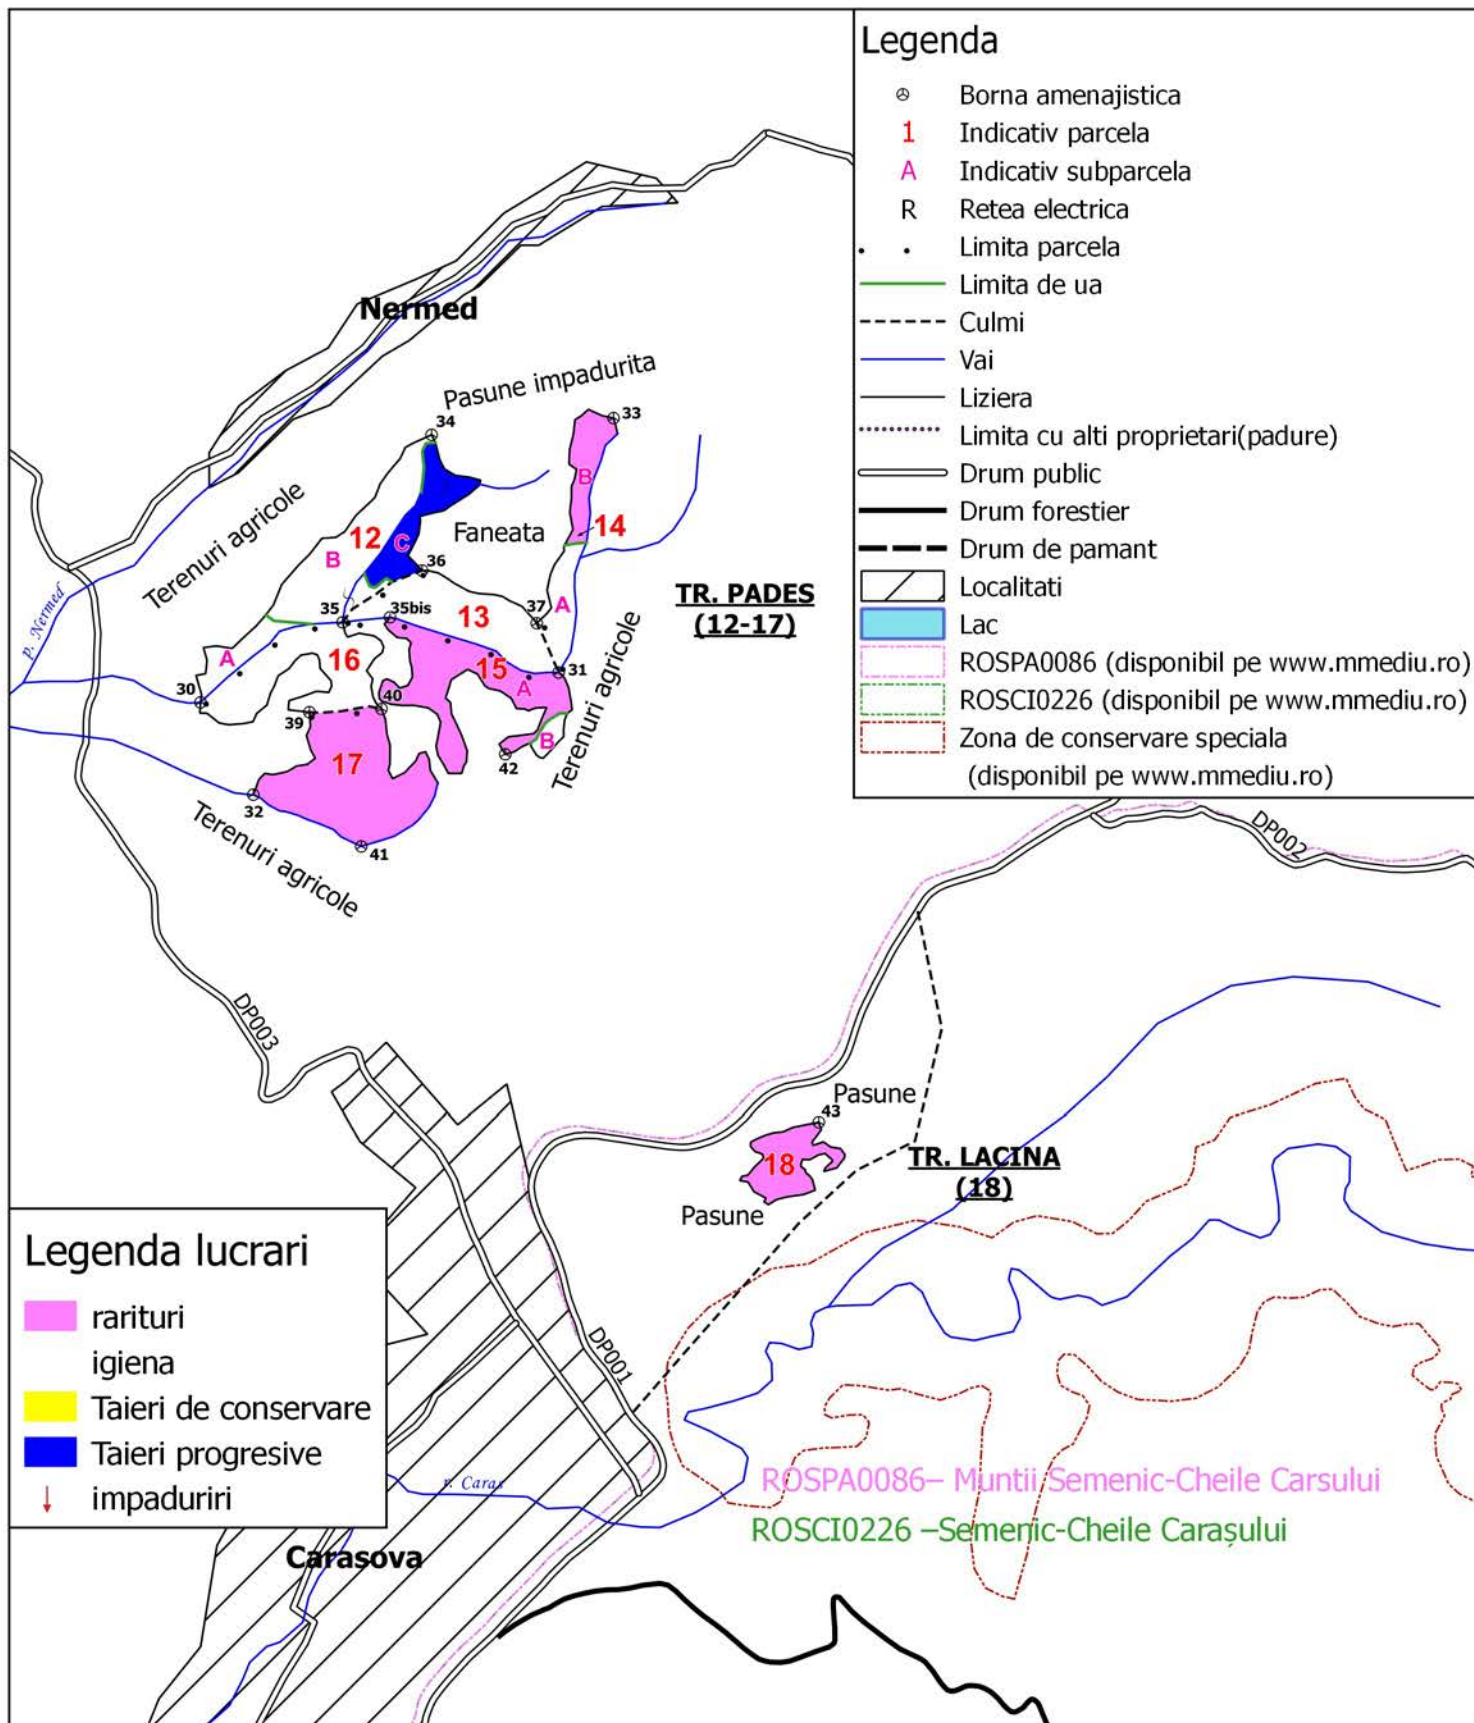 Legenda
Borna amenajistica
1 Indicativ parcela
A Indicativ subparcela
R Retea electrica
Limita parcela
Limita de ua
Culmi
Vai
Liziera
Limita cu alti proprietari(padure)
Drum public
Drum forestier
Drum de pamant
Localitati
Lac
ROSPA0086 (disponibil pe www.mmediu.ro)
ROSCI0226 (disponibil pe www.mmediu.ro)
Zona de conservare speciala
(disponibil pe www.mmediu.ro)
Nermed
Pasune impadurita
34
33
B
Terenuri agricole
12
C
Faneata
14
B
36
p. Nermed
TR. PADES
(12-17)
35
35bis
13
37
A
A
16
15
31
30
A
40
39
B
42
Terenuri agricole
17
32
Terenuri agricole
41
DP002
DP003
Pasune
43
18
TR. LACINA
(18)
Pasune
Legenda lucrari
rarituri
igiena
Taieri de conservare
Taieri progresive
impaduriri
DP001
r. Caras
ROSPA0086– Muntii Semenic-Cheile Carsului
ROSCI0226 –Semenic-Cheile Carașului
Carasova